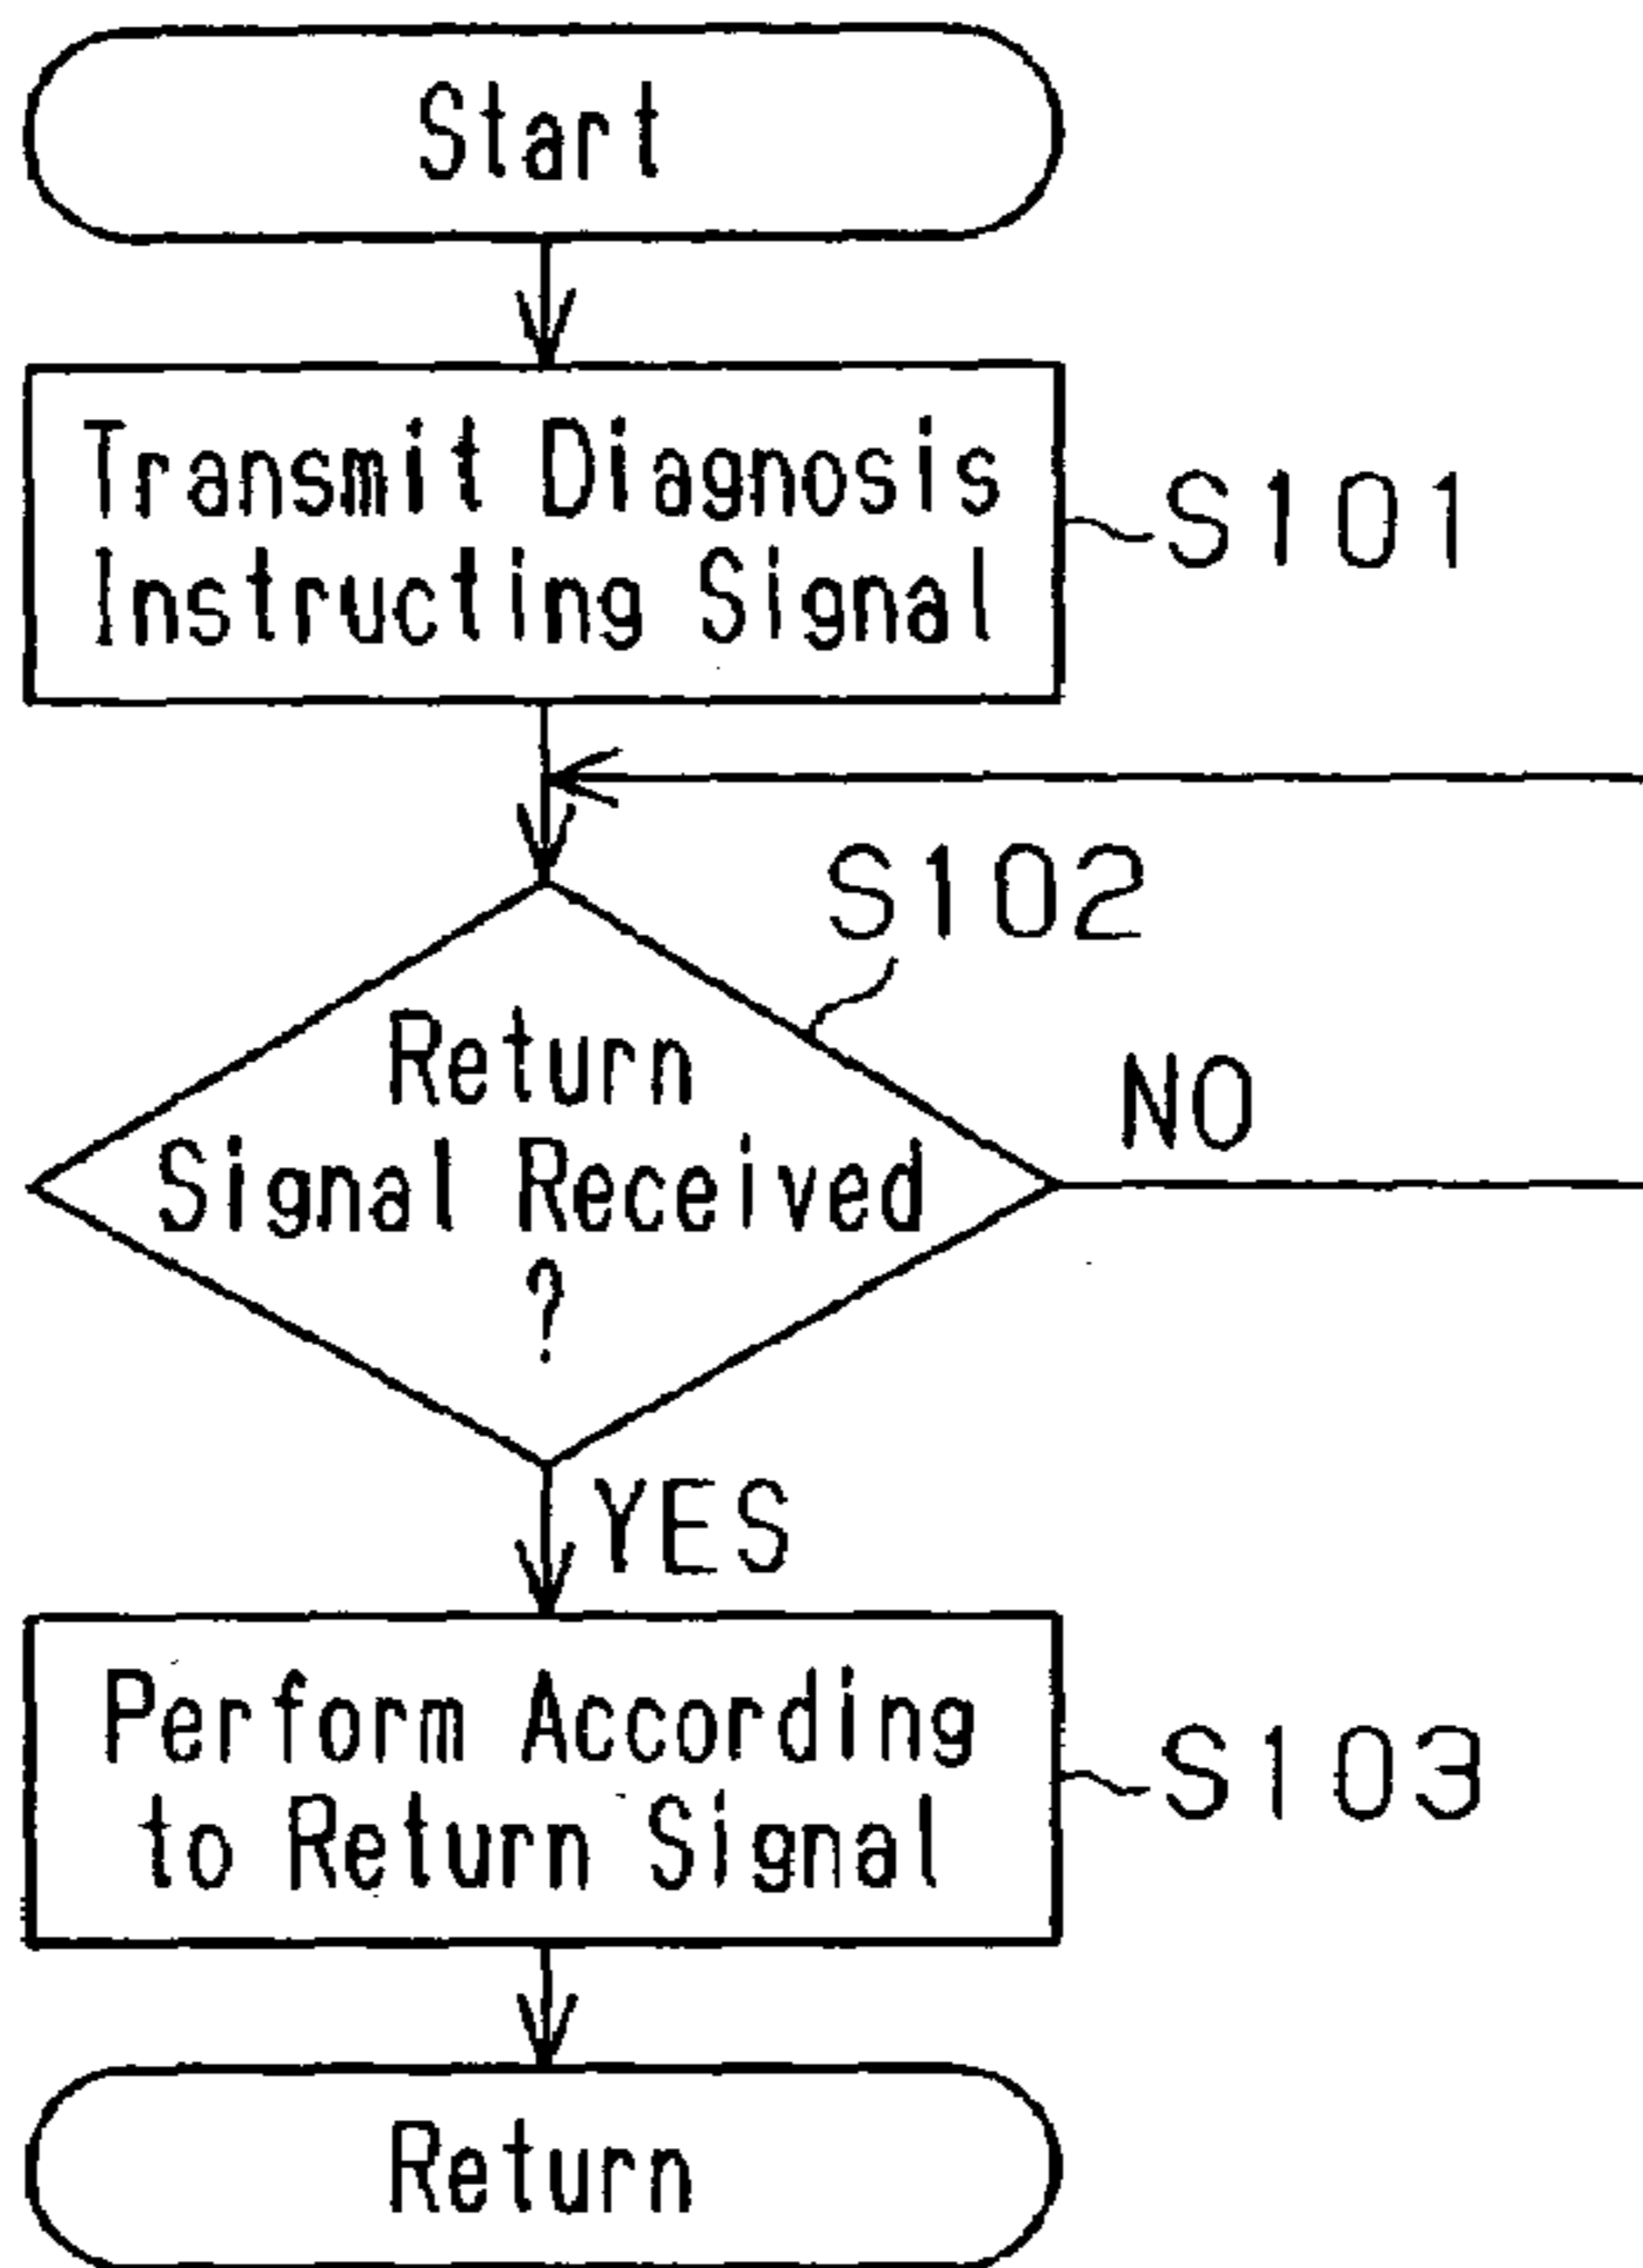 Start
Transmit Diagnosis
Instructing Signal
S101
S102
Return
Signal Received
?
NO
YES
Perform According
to Return Signal
S103
Return